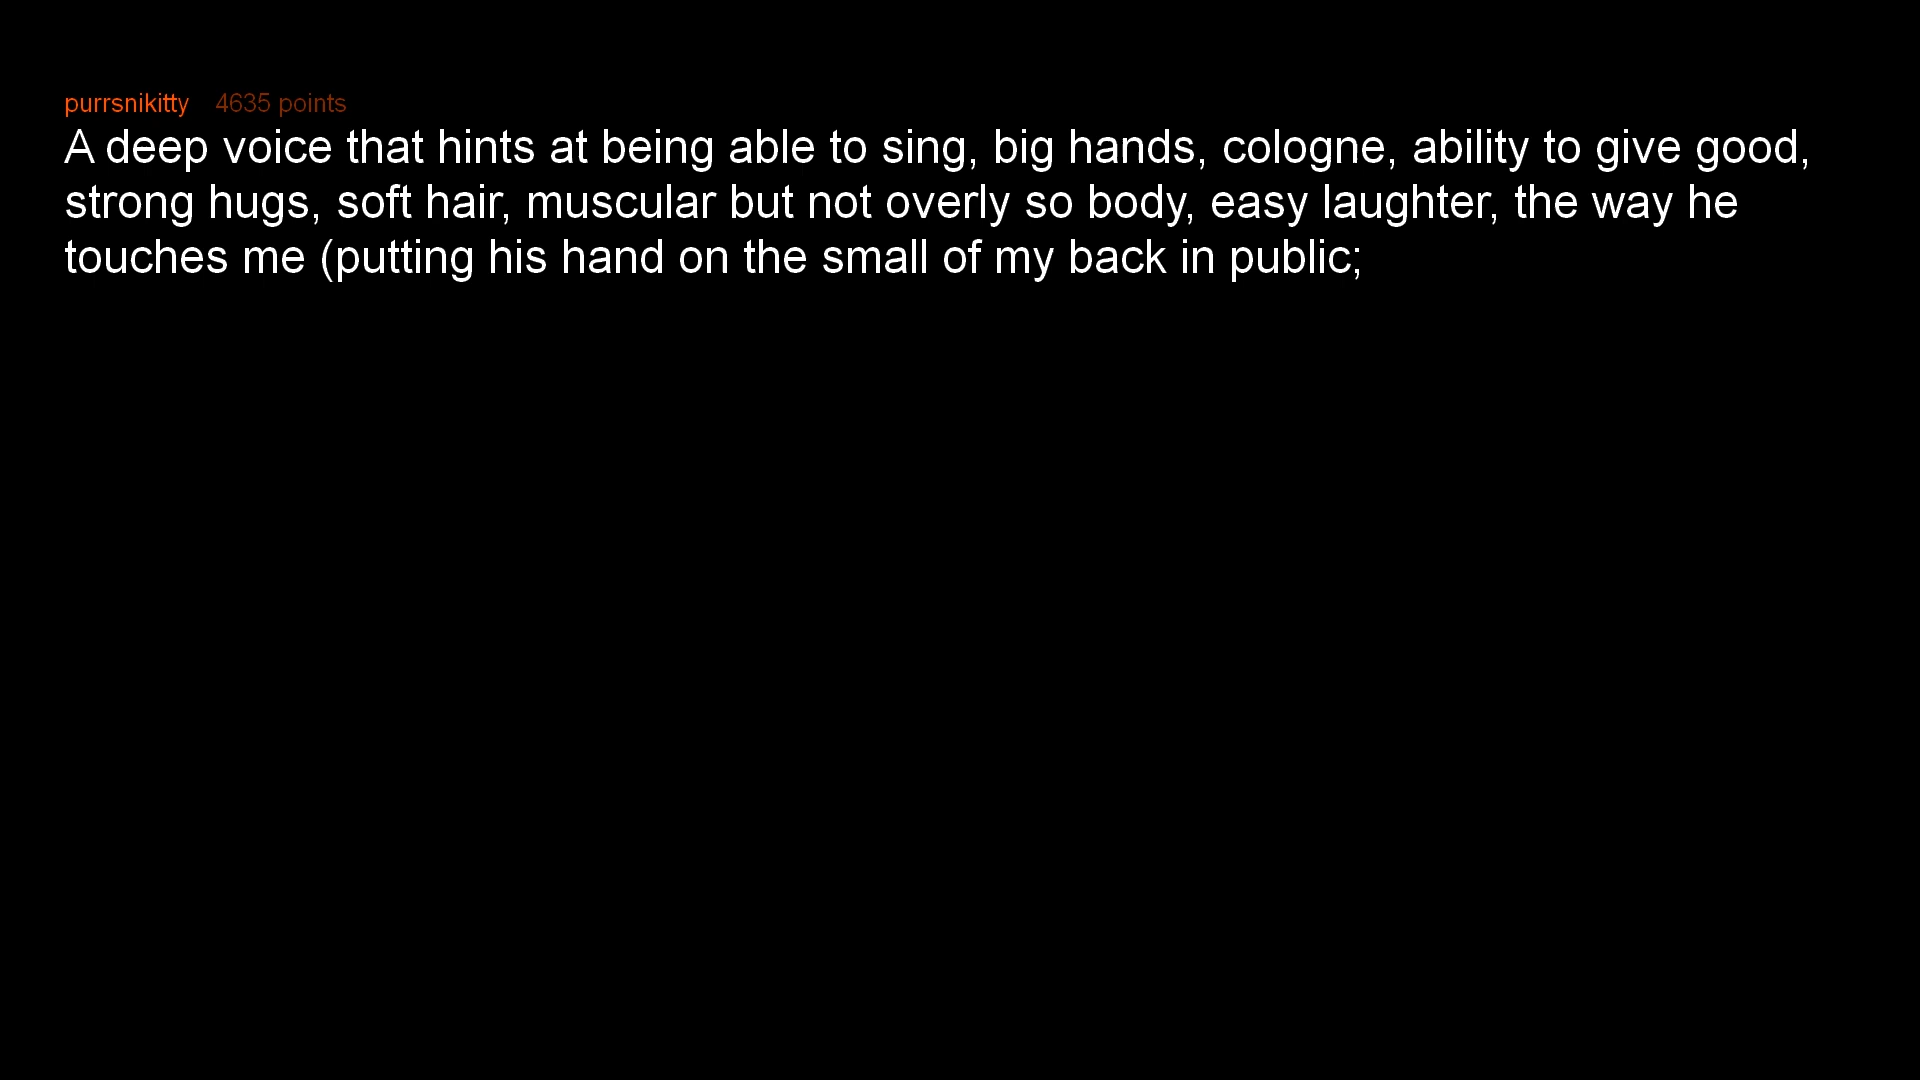 purrsnikitty 4635 points
A deep voice that hints at being able to sing, big hands, cologne, ability to give good,
strong hugs, soft hair, muscular but not overly so body, easy laughter, the way he
touches me (putting his hand on the small of my back in public;